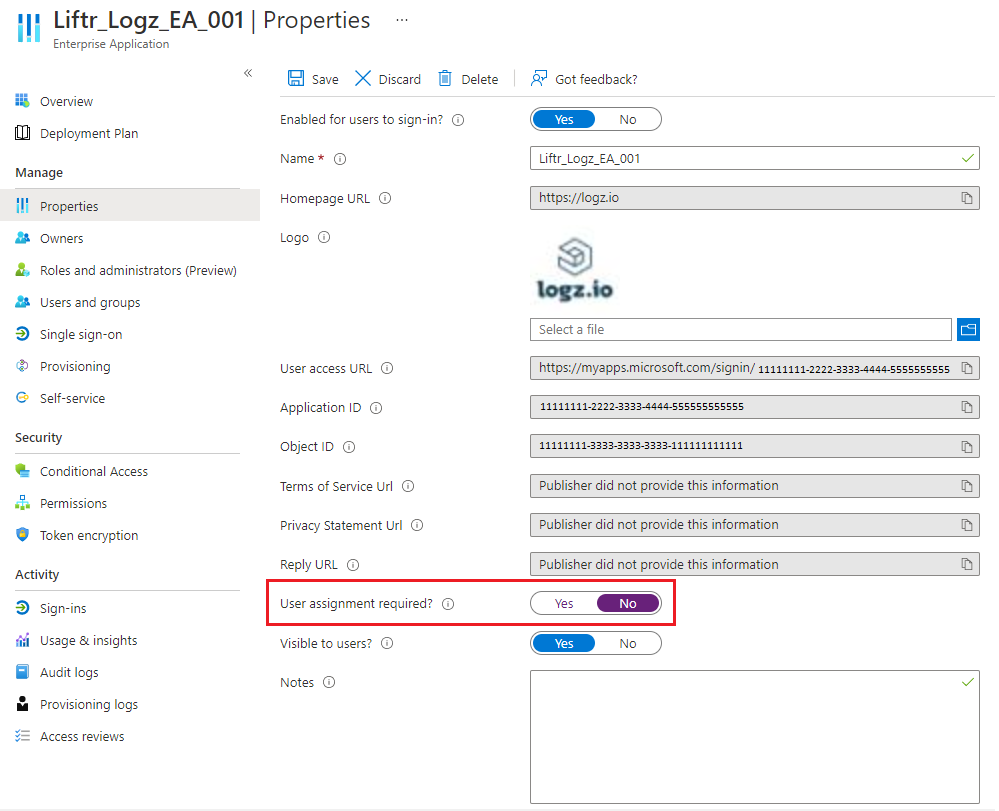 Liftr_Logz_EA_001 | Properties ...
Enterprise Application
«
Save Discard Delete Got feedback?
Overview
Deployment Plan
Manage
Properties
Owners
Roles and administrators (Preview)
Users and groups
Single sign-on
Provisioning
Self-service
Security
Conditional Access
Permissions
Token encryption
Activity
Sign-ins
Usage & insights
Audit logs
Provisioning logs
Access reviews
Enabled for users to sign-in? Yes No
Name * Liftr_Logz_EA_001
Homepage URL https://logz.io
Logo
logz.io
Select a file
User access URL https://myapps.microsoft.com/signin/ 11111111-2222-3333-4444-5555555555
Application ID 11111111-2222-3333-4444-555555555555
Object ID 11111111-3333-3333-3333-111111111111
Terms of Service Url Publisher did not provide this information
Privacy Statement Url Publisher did not provide this information
Reply URL Publisher did not provide this information
User assignment required? Yes No
Visible to users? Yes No
Notes